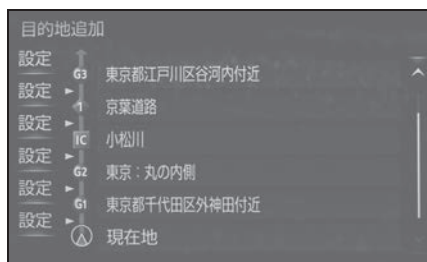 目的地追加
設定
G3 東京都江戸川区谷河内付近
設定
1 京葉道路
設定
IC 小松川
設定
G2 東京：丸の内側
設定
G1 東京都千代田区外神田付近
設定
現在地